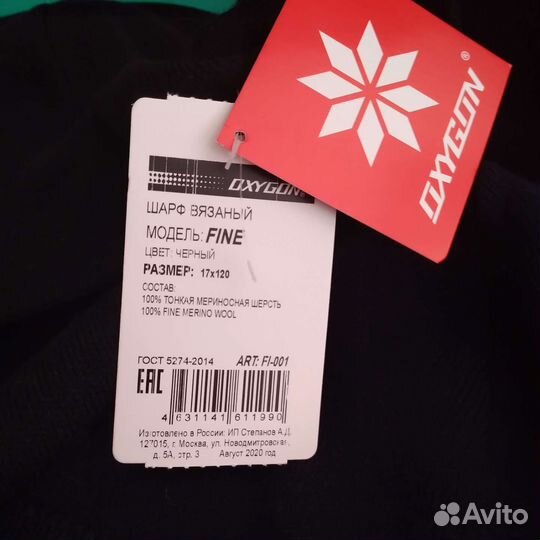 OXYGON®
OXYGON®
ШАРФ ВЯЗАНЫЙ
МОДЕЛЬ: FINE
ЦВЕТ: ЧЕРНЫЙ
РАЗМЕР: 17x120
СОСТАВ:
100% ТОНКАЯ МЕРИНОСНАЯ ШЕРСТЬ
100% FINE MERINO WOOL
ГОСТ 5274-2014 ART: FI-001
EAC
4 631141 611990
Изготовлено в России: ИП Степанов А.Д.
127015, г. Москва, ул. Новодмитровская,
д. 5А, стр. 3 Август 2020 год
Avito